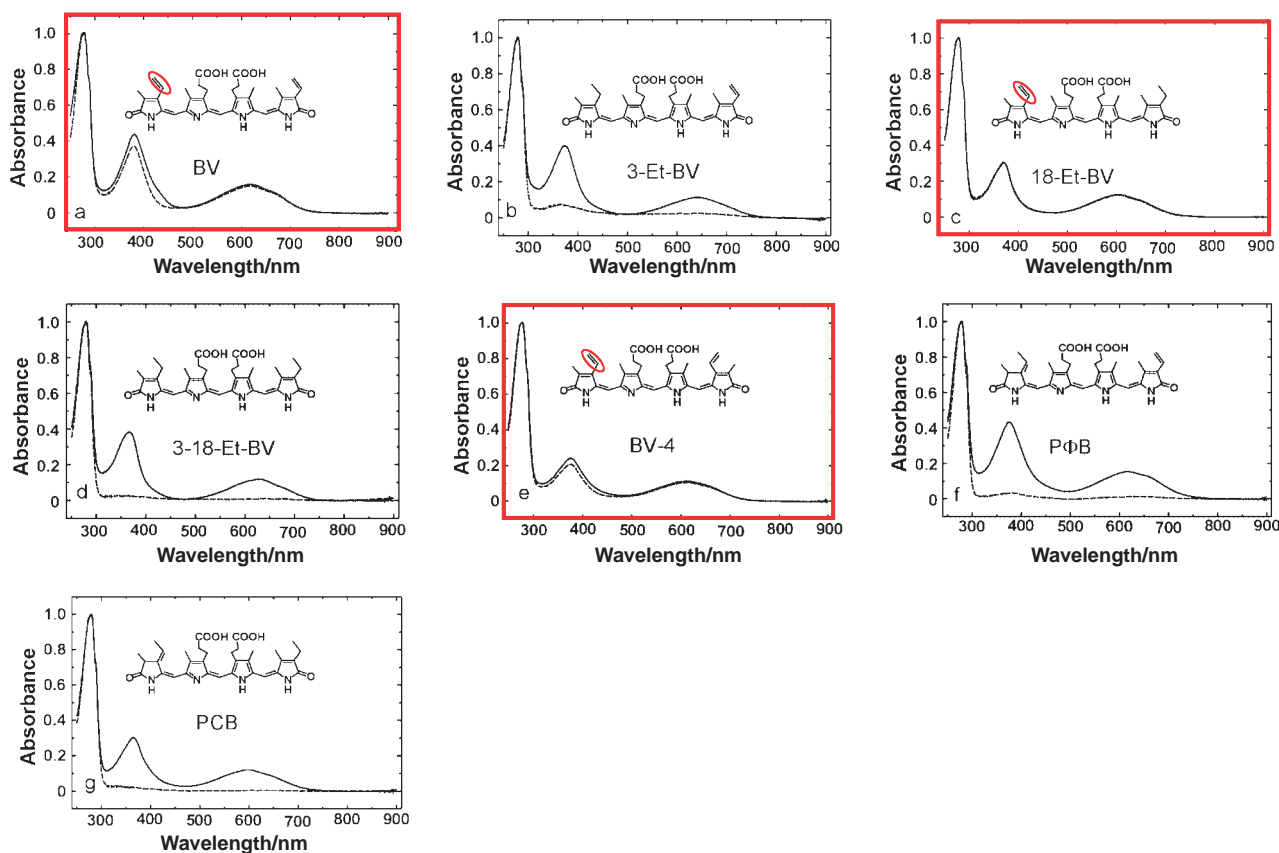 Absorbance
1.0
0.8
0.6
0.4
0.2
0
COOH COOH
O N H N N H N H O
BV
a
300 400 500 600 700 800 900
Wavelength/nm
Absorbance
1.0
0.8
0.6
0.4
0.2
0
COOH COOH
O N H N N H N H O
3-Et-BV
b
300 400 500 600 700 800 900
Wavelength/nm
Absorbance
1.0
0.8
0.6
0.4
0.2
0
COOH COOH
O N H N N H N H O
18-Et-BV
c
300 400 500 600 700 800 900
Wavelength/nm
Absorbance
1.0
0.8
0.6
0.4
0.2
0
COOH COOH
O N H N N H N H O
3-18-Et-BV
d
300 400 500 600 700 800 900
Wavelength/nm
Absorbance
1.0
0.8
0.6
0.4
0.2
0
COOH COOH
O N H N N H N H O
BV-4
e
300 400 500 600 700 800 900
Wavelength/nm
Absorbance
1.0
0.8
0.6
0.4
0.2
0
COOH COOH
O N H N N H N H O
PΦB
f
300 400 500 600 700 800 900
Wavelength/nm
Absorbance
1.0
0.8
0.6
0.4
0.2
0
COOH COOH
O N H N N H N H O
PCB
g
300 400 500 600 700 800 900
Wavelength/nm